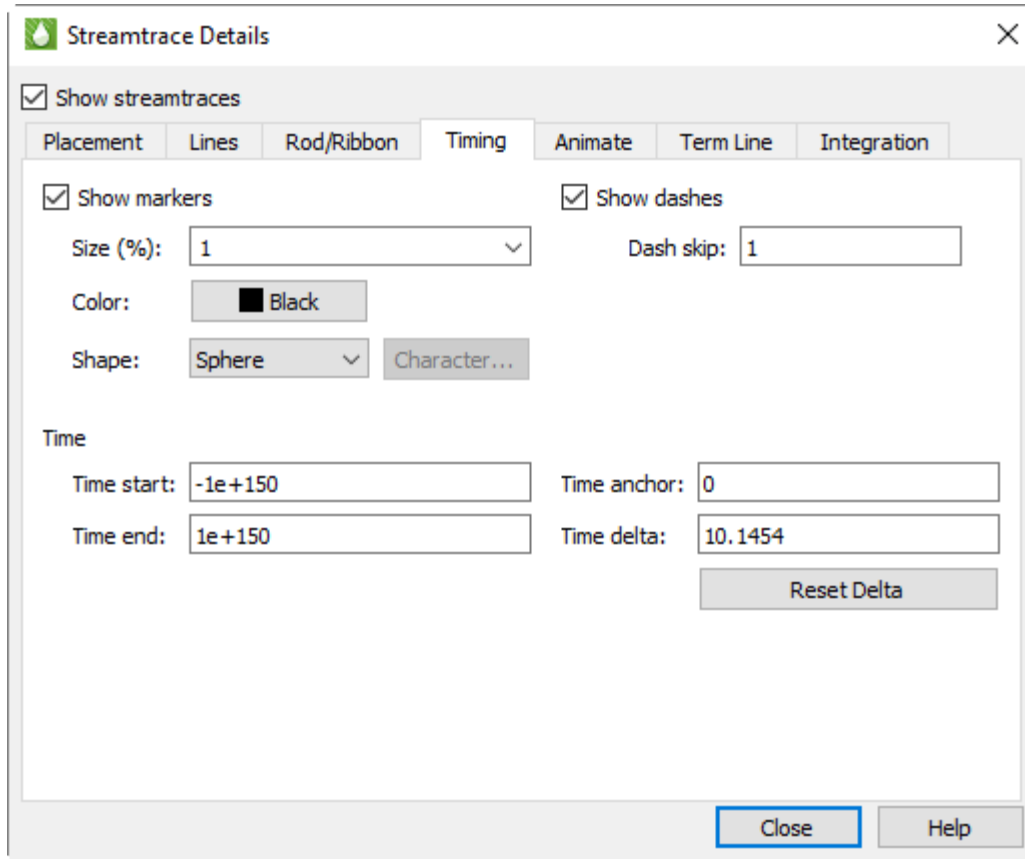 Streamtrace Details
Show streamtraces
Placement Lines Rod/Ribbon Timing Animate Term Line Integration
Show markers
Show dashes
Size (%): 1
Dash skip: 1
Color: Black
Shape: Sphere Character...
Time
Time start: -1e+150
Time anchor: 0
Time end: 1e+150
Time delta: 10.1454
Reset Delta
Close Help